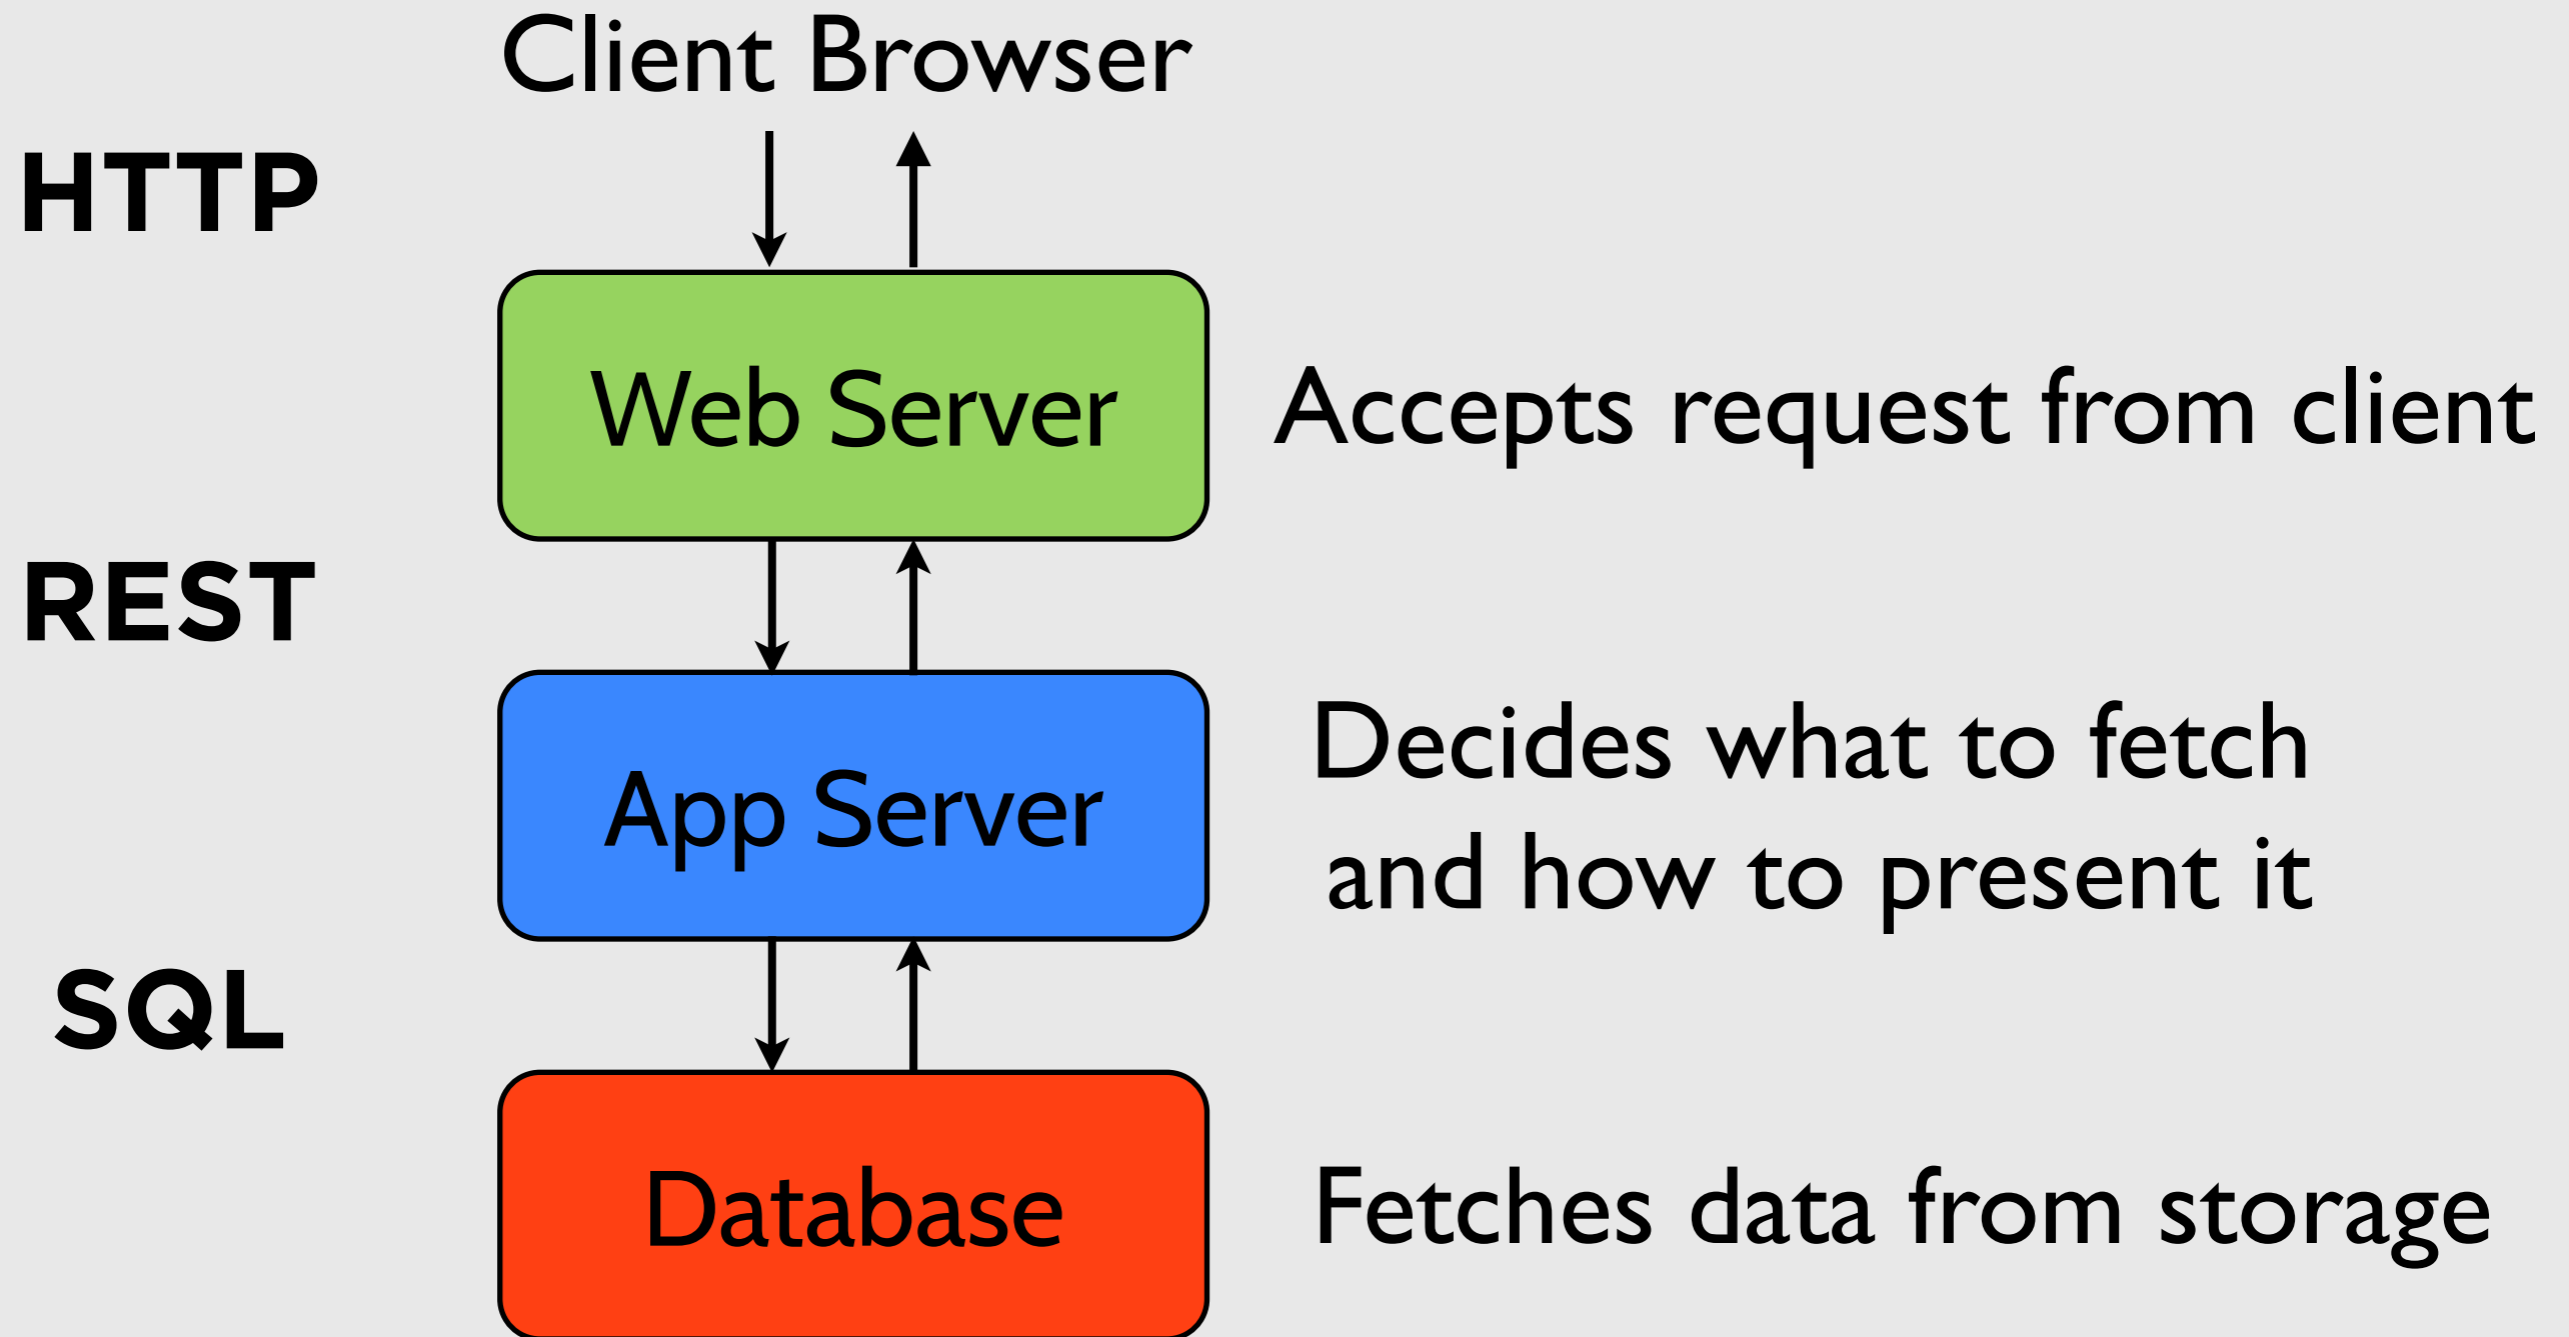 Client Browser
HTTP
Web Server
Accepts request from client
REST
App Server
Decides what to fetch
and how to present it
SQL
Database
Fetches data from storage